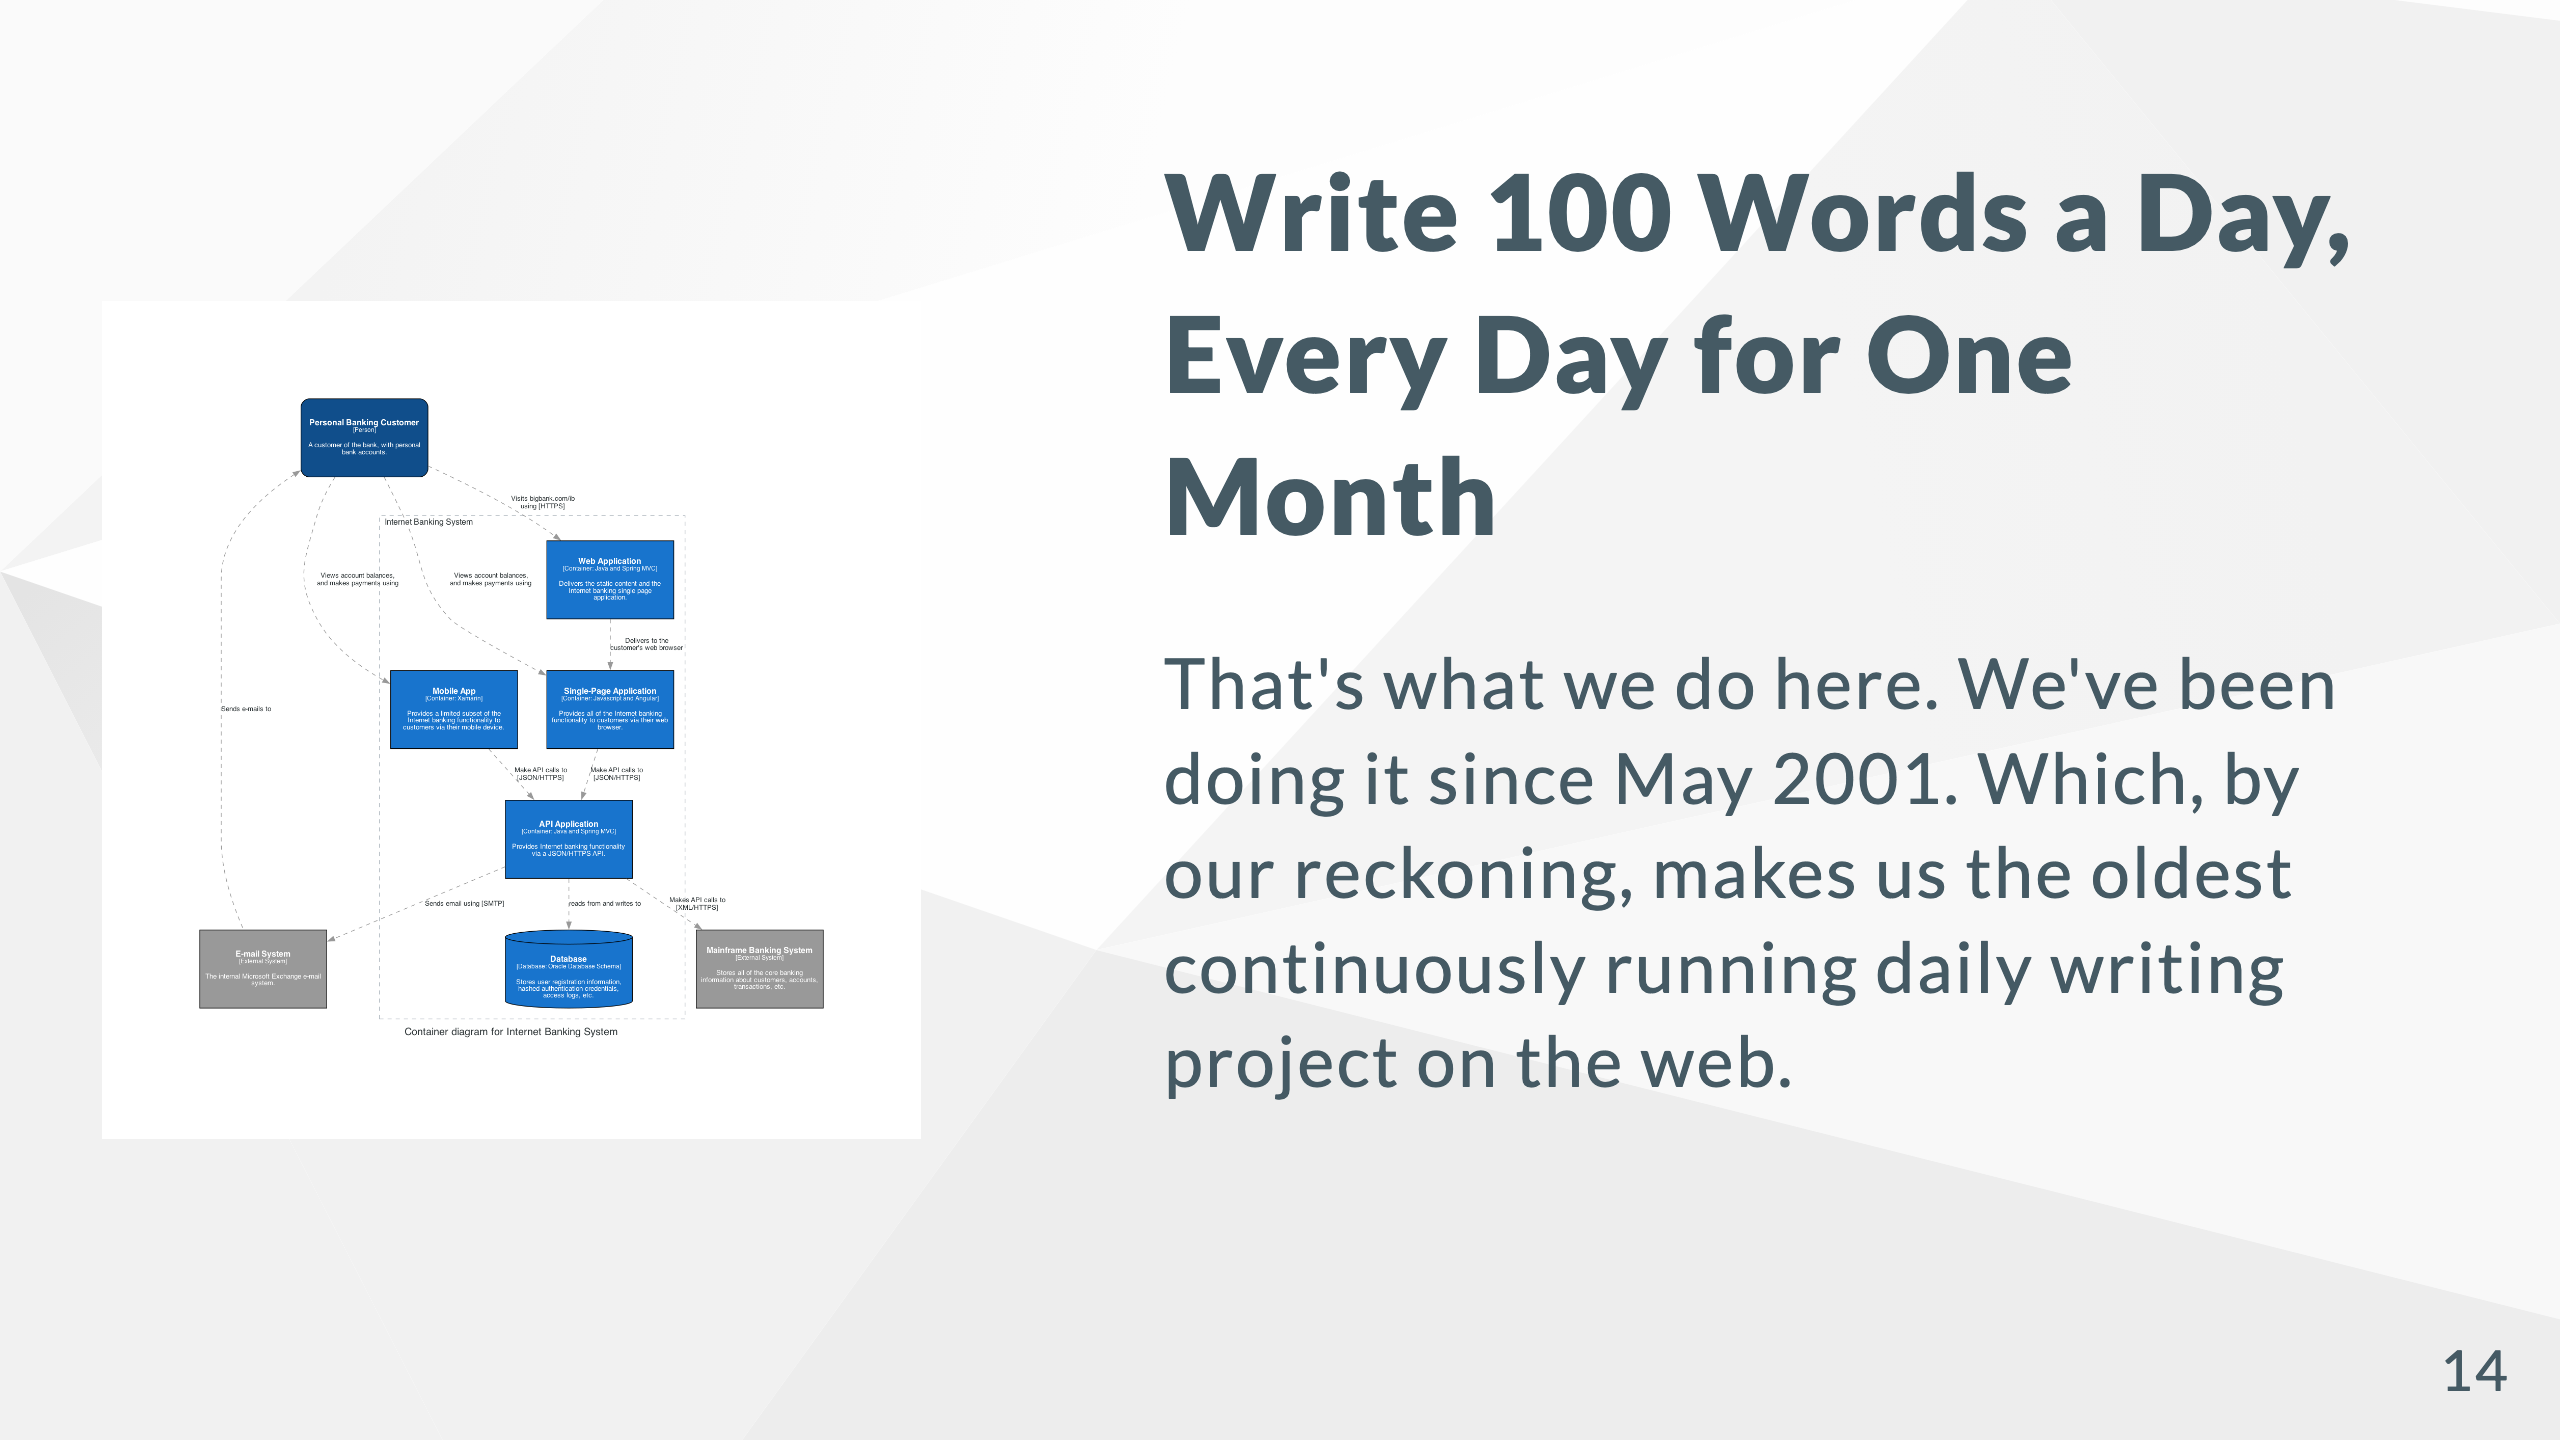 Write 100 Words a Day,
Every Day for One
Month
That's what we do here. We've been
doing it since May 2001. Which, by
our reckoning, makes us the oldest
continuously running daily writing
project on the web.
Personal Banking Customer
[Person]
A customer of the bank, with personal
bank accounts.
Visits bigbank.com/ib
using [HTTPS]
Internet Banking System
Web Application
[Container: Java and Spring MVC]
Delivers the static content and the
Internet banking single page
application.
Views account balances,
and makes payments using
Views account balances,
and makes payments using
Delivers to the
customer's web browser
Mobile App
[Container: Xamarin]
Provides a limited subset of the
Internet banking functionality to
customers via their mobile device.
Single-Page Application
[Container: Javascript and Angular]
Provides all of the Internet banking
functionality to customers via their web
browser.
Sends e-mails to
Make API calls to
[JSON/HTTPS]
Make API calls to
[JSON/HTTPS]
API Application
[Container: Java and Spring MVC]
Provides Internet banking functionality
via a JSON/HTTPS API.
Sends email using [SMTP]
reads from and writes to
Makes API calls to
[XML/HTTPS]
E-mail System
[External System]
The internal Microsoft Exchange e-mail
system.
Database
[Database: Oracle Database Schema]
Stores user registration information,
hashed authentication credentials,
access logs, etc.
Mainframe Banking System
[External System]
Stores all of the core banking
information about customers, accounts,
transactions, etc.
Container diagram for Internet Banking System
14